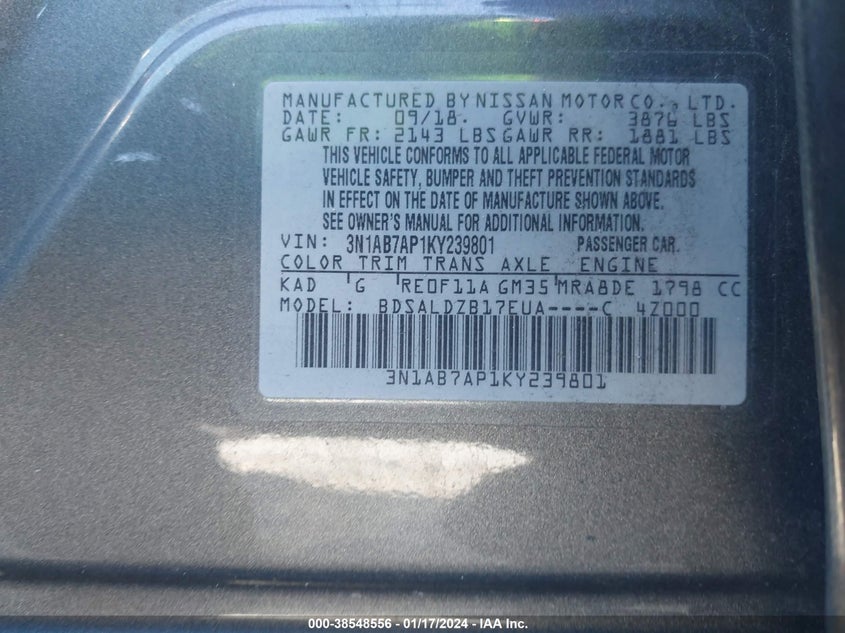 MANUFACTURED BY NISSAN MOTOR CO., LTD.
DATE: 09/18. GVWR: 3876 LBS
GAWR FR: 2143 LBS GAWR RR: 1881 LBS
THIS VEHICLE CONFORMS TO ALL APPLICABLE FEDERAL MOTOR
VEHICLE SAFETY, BUMPER AND THEFT PREVENTION STANDARDS
IN EFFECT ON THE DATE OF MANUFACTURE SHOWN ABOVE.
SEE OWNER'S MANUAL FOR ADDITIONAL INFORMATION.
VIN: 3N1AB7AP1KY239801 PASSENGER CAR.
COLOR TRIM TRANS AXLE ENGINE
KAD G RE0F11A GM35 MRA8DE 1798 CC
MODEL: BDSALDZB17EUA----C 4Z000
3N1AB7AP1KY239801
000-38548556 - 01/17/2024 - IAA Inc.